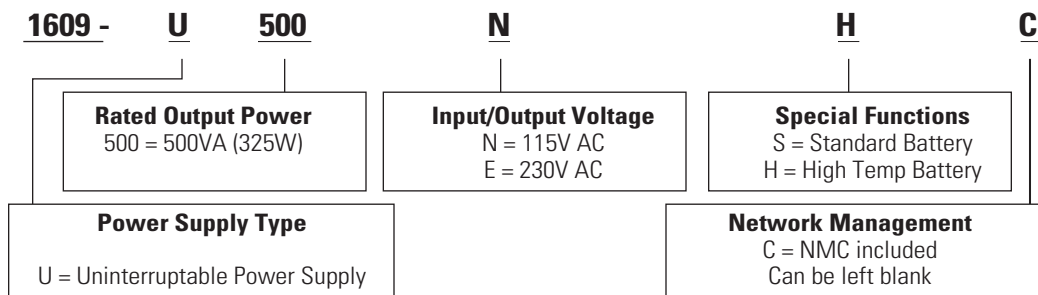 1609 - U 500 N H C
Rated Output Power
500 = 500VA (325W)
Input/Output Voltage
N = 115V AC
E = 230V AC
Special Functions
S = Standard Battery
H = High Temp Battery
Power Supply Type
U = Uninterruptable Power Supply
Network Management
C = NMC included
Can be left blank